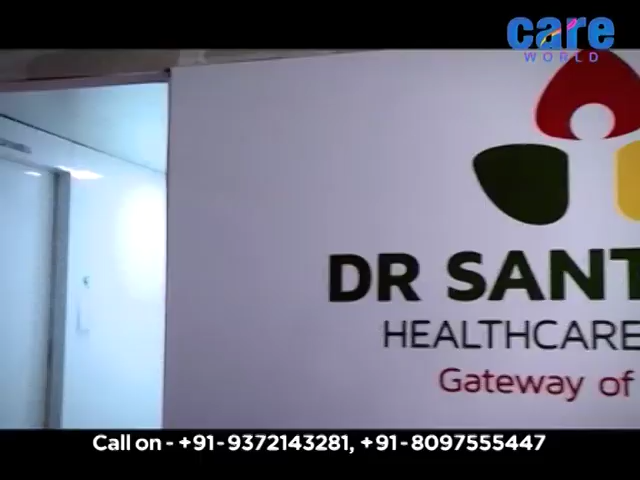 care
WORLD
DR SANT
HEALTHCARE
Gateway of
Call on - +91-9372143281, +91-8097555447